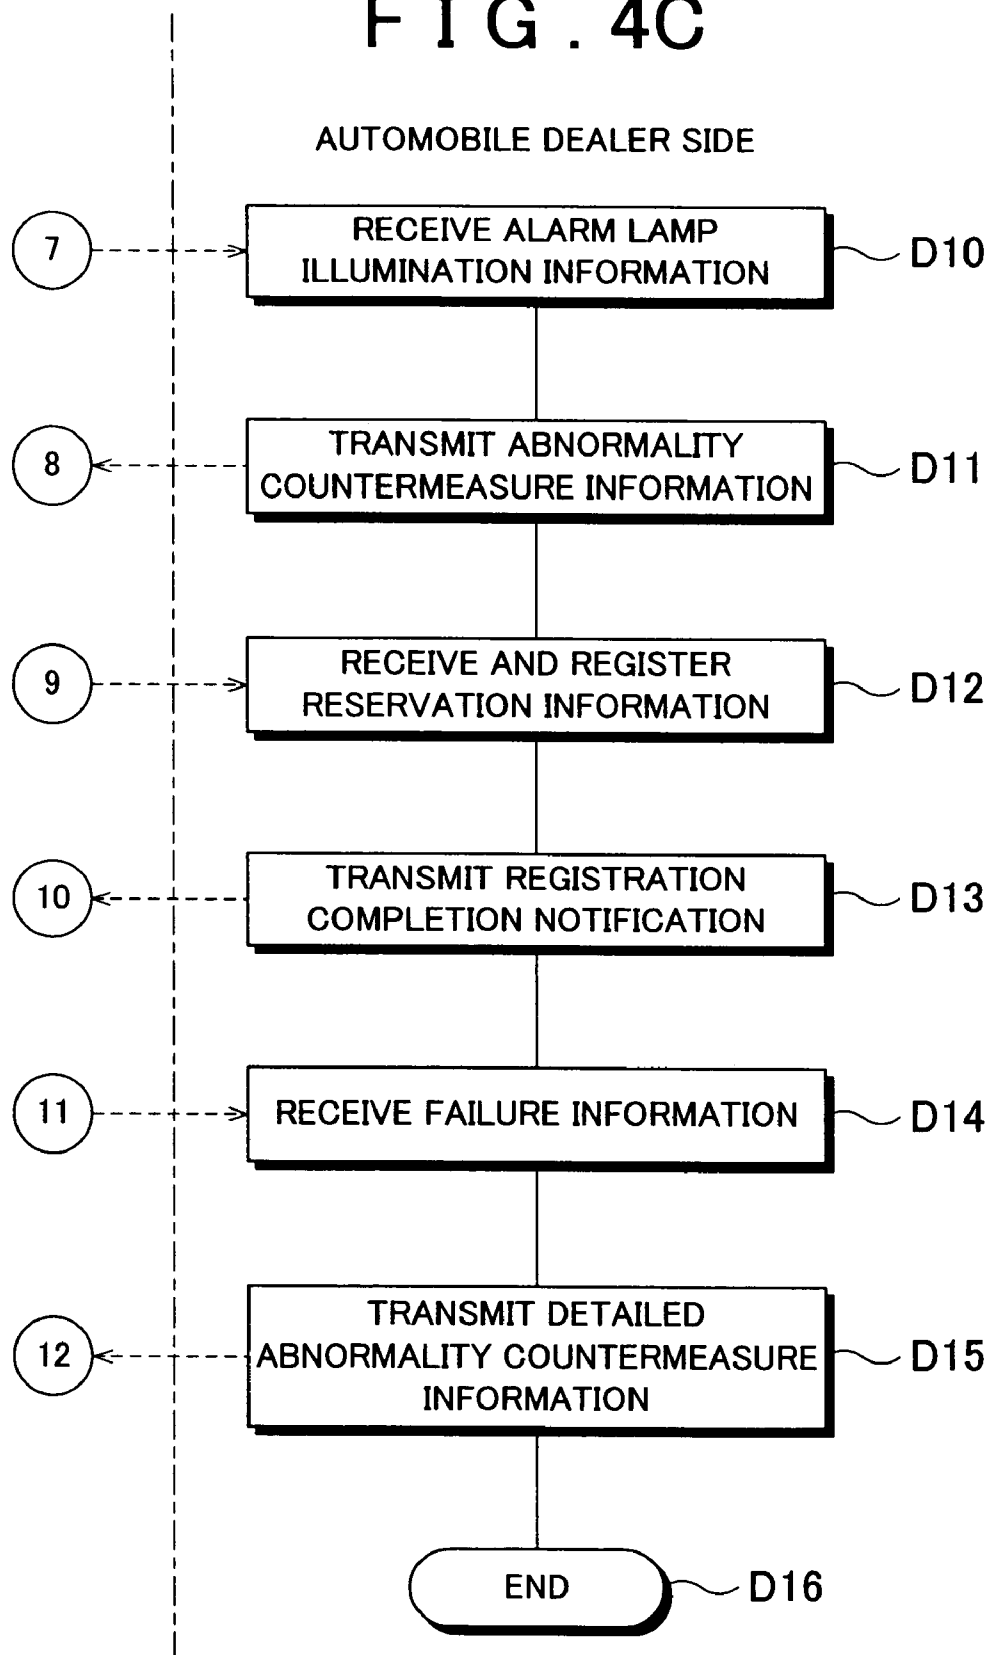 FIG. 4C
AUTOMOBILE DEALER SIDE
7
RECEIVE ALARM LAMP
ILLUMINATION INFORMATION
D10
8
TRANSMIT ABNORMALITY
COUNTERMEASURE INFORMATION
D11
9
RECEIVE AND REGISTER
RESERVATION INFORMATION
D12
10
TRANSMIT REGISTRATION
COMPLETION NOTIFICATION
D13
11
RECEIVE FAILURE INFORMATION
D14
12
TRANSMIT DETAILED
ABNORMALITY COUNTERMEASURE
INFORMATION
D15
END
D16